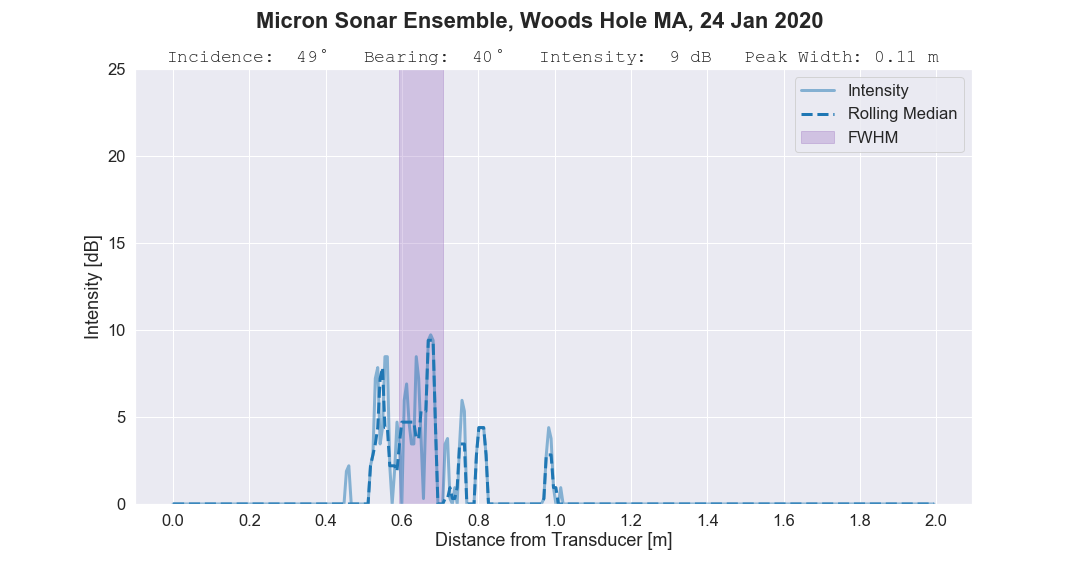 Micron Sonar Ensemble, Woods Hole MA, 24 Jan 2020
Incidence:  49°   Bearing:  40°   Intensity:  9 dB   Peak Width: 0.11 m
25
20
15
10
5
0
Intensity [dB]
Intensity
Rolling Median
FWHM
0.0 0.2 0.4 0.6 0.8 1.0 1.2 1.4 1.6 1.8 2.0
Distance from Transducer [m]